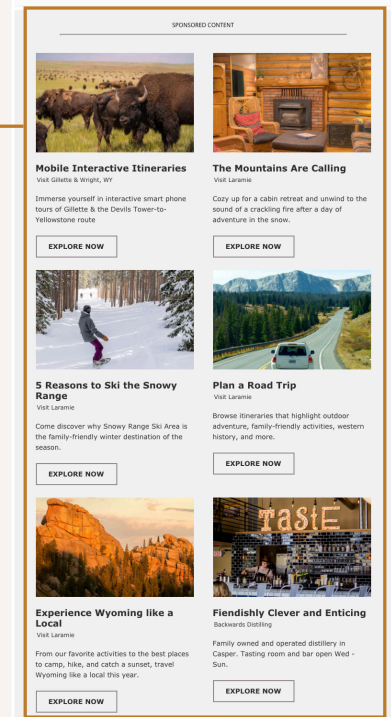 SPONSORED CONTENT
Mobile Interactive Itineraries
Visit Gillette & Wright, WY
Immerse yourself in interactive smart phone
tours of Gillette & the Devils Tower-to-
Yellowstone route
EXPLORE NOW
The Mountains Are Calling
Visit Laramie
Cozy up for a cabin retreat and unwind to the
sound of a crackling fire after a day of
adventure in the snow.
EXPLORE NOW
5 Reasons to Ski the Snowy
Range
Visit Laramie
Come discover why Snowy Range Ski Area is
the family-friendly winter destination of the
season.
EXPLORE NOW
Plan a Road Trip
Visit Laramie
Browse itineraries that highlight outdoor
adventure, family-friendly activities, western
history, and more.
EXPLORE NOW
Experience Wyoming like a
Local
Visit Laramie
From our favorite activities to the best places
to camp, hike, and catch a sunset, travel
Wyoming like a local this year.
EXPLORE NOW
TaStE
Fiendishly Clever and Enticing
Backwards Distilling
Family owned and operated distillery in
Casper. Tasting room and bar open Wed -
Sun.
EXPLORE NOW